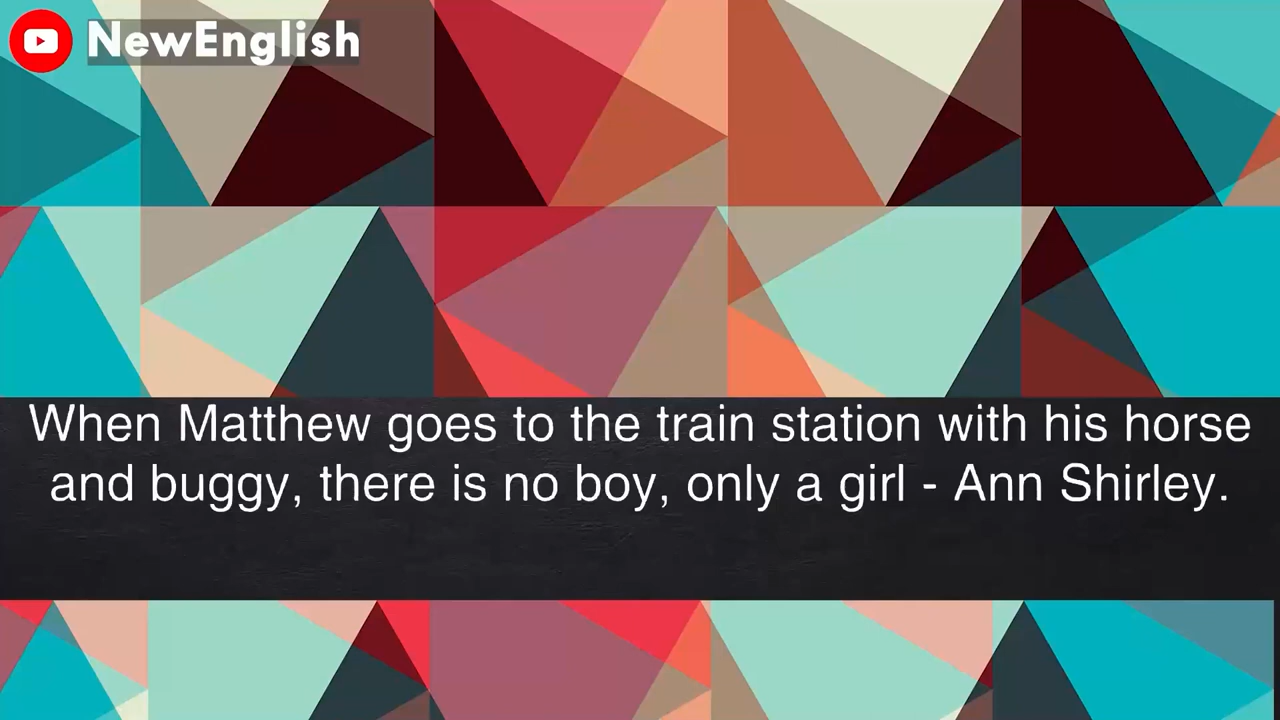 NewEnglish
When Matthew goes to the train station with his horse
and buggy, there is no boy, only a girl - Ann Shirley.